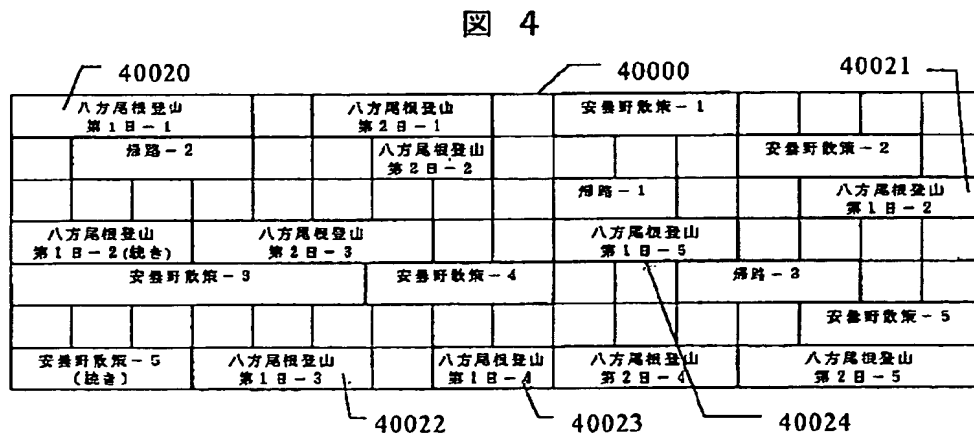 図 4
40020
40000
40021
八方尾根登山
第1日-1
八方尾根登山
第2日-1
安曇野散策-1
帰路-2
八方尾根登山
第2日-2
安曇野散策-2
帰路-1
八方尾根登山
第1日-2
八方尾根登山
第1日-2(続き)
八方尾根登山
第2日-3
八方尾根登山
第1日-5
安曇野散策-3
安曇野散策-4
帰路-3
安曇野散策-5
安曇野散策-5
(続き)
八方尾根登山
第1日-3
八方尾根登山
第1日-4
八方尾根登山
第2日-4
八方尾根登山
第2日-5
40022
40023
40024